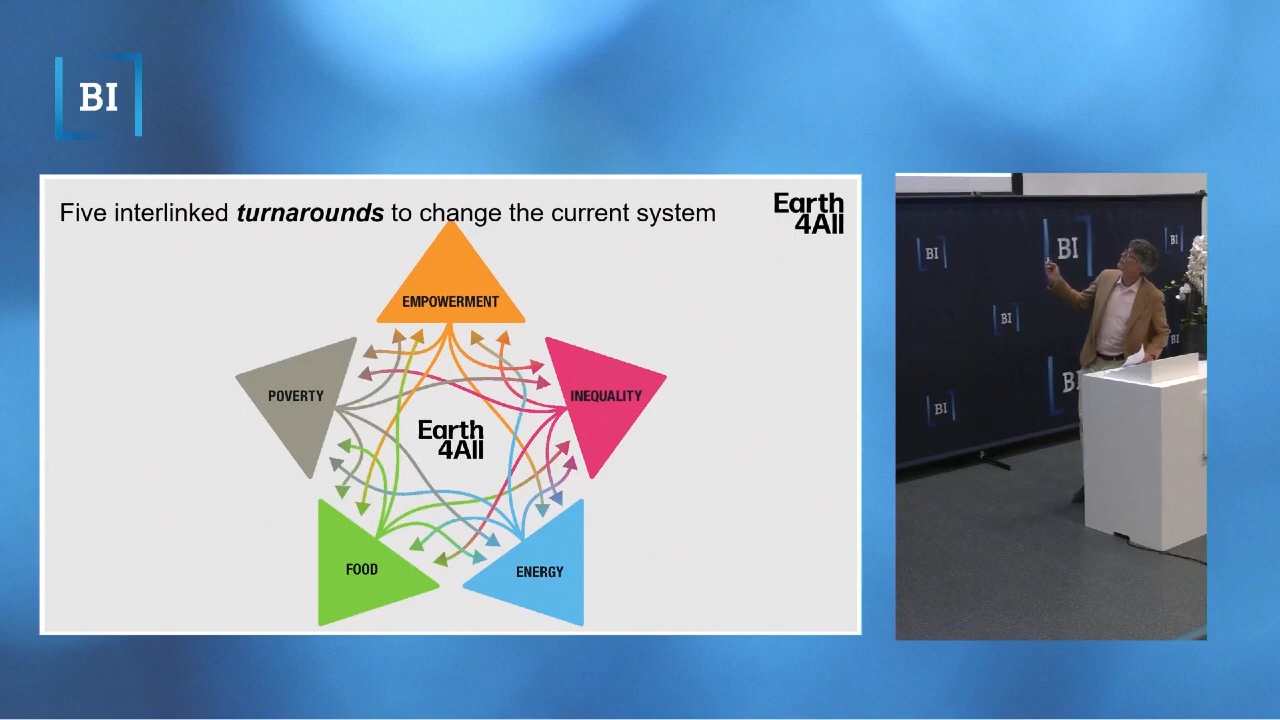 BI
Five interlinked turnarounds to change the current system
Earth
4All
EMPOWERMENT
POVERTY
INEQUALITY
Earth
4All
FOOD
ENERGY
BI
BI
BI
BI
BI
BI
BI